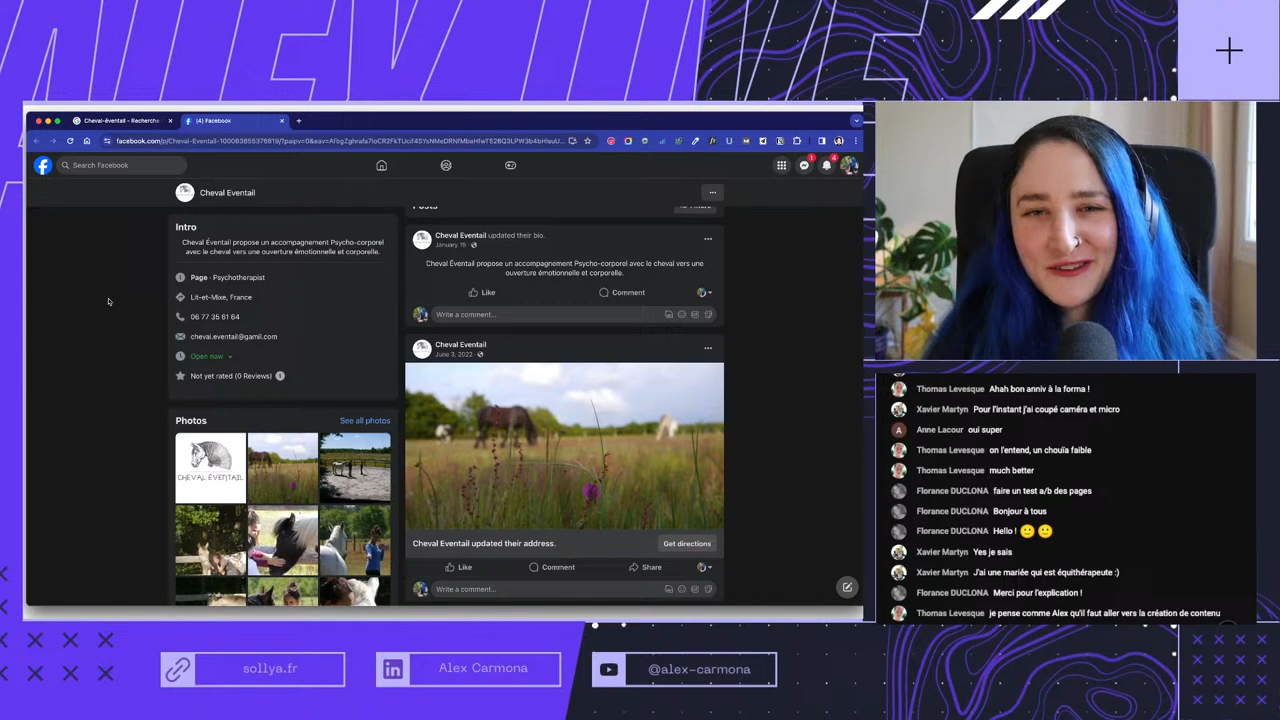 ALEX LIVE
Cheval-éventail - Recherche
(4) Facebook
Search Facebook
1
4
Cheval Eventail
Intro
Cheval Éventail propose un accompagnement Psycho-corporel
avec le cheval vers une ouverture émotionnelle et corporelle.
Page · Psychotherapist
Lit-et-Mixe, France
06 77 35 61 64
cheval.eventail@gamil.com
Open now
Not yet rated (0 Reviews)
Photos
See all photos
CHEVAL ÉVENTAIL
Posts
Cheval Eventail updated their bio.
January 15
Cheval Éventail propose un accompagnement Psycho-corporel avec le cheval vers une
ouverture émotionnelle et corporelle.
Like
Comment
Write a comment...
Cheval Eventail
June 3, 2022
Cheval Eventail updated their address.
Get directions
Like
Comment
Share
Write a comment...
Thomas Levesque Ahah bon anniv à la forma !
Xavier Martyn Pour l'instant j'ai coupé caméra et micro
A Anne Lacour oui super
Thomas Levesque on l'entend, un chouïa faible
Thomas Levesque much better
Florance DUCLONA faire un test a/b des pages
Florance DUCLONA Bonjour à tous
Florance DUCLONA Hello ! 🙂 🙂
Xavier Martyn Yes je sais
Xavier Martyn J'ai une mariée qui est équithérapeute :)
Florance DUCLONA Merci pour l'explication !
Thomas Levesque je pense comme Alex qu'il faut aller vers la création de contenu
sollya.fr
Alex Carmona
@alex-carmona